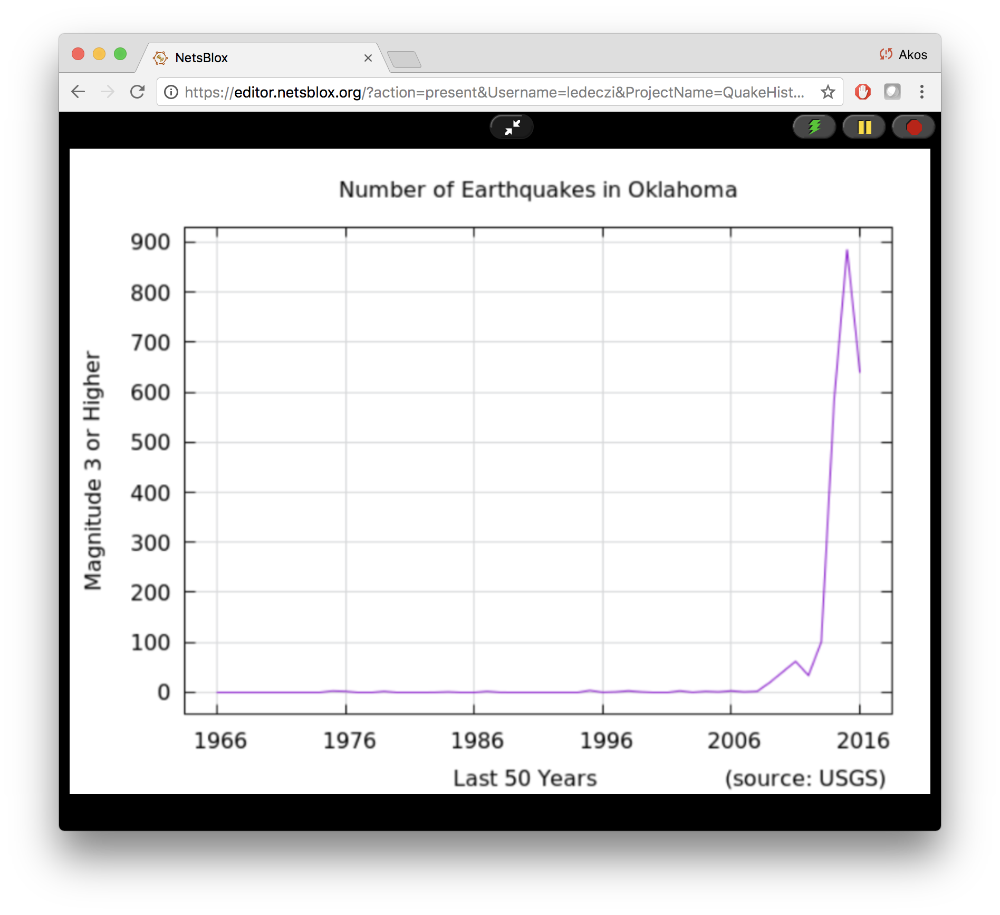 NetsBlox
Akos
https://editor.netsblox.org/?action=present&Username=ledeczi&ProjectName=QuakeHist...
Number of Earthquakes in Oklahoma
Magnitude 3 or Higher
900
800
700
600
500
400
300
200
100
0
1966 1976 1986 1996 2006 2016
Last 50 Years (source: USGS)